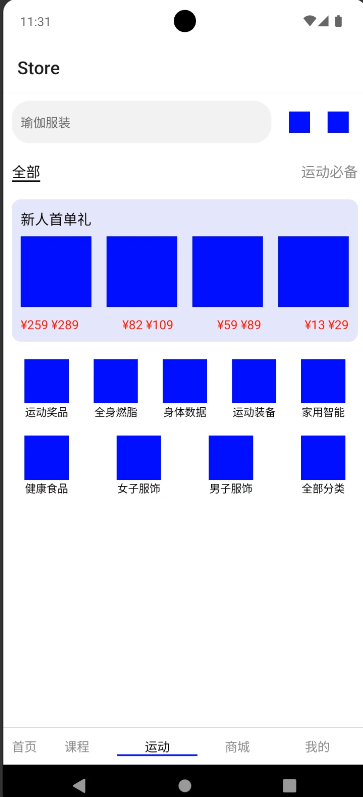 11:31
Store
瑜伽服装
全部 运动必备
新人首单礼
¥259 ¥289 ¥82 ¥109 ¥59 ¥89 ¥13 ¥29
运动奖品 全身燃脂 身体数据 运动装备 家用智能
健康食品 女子服饰 男子服饰 全部分类
首页 课程 运动 商城 我的